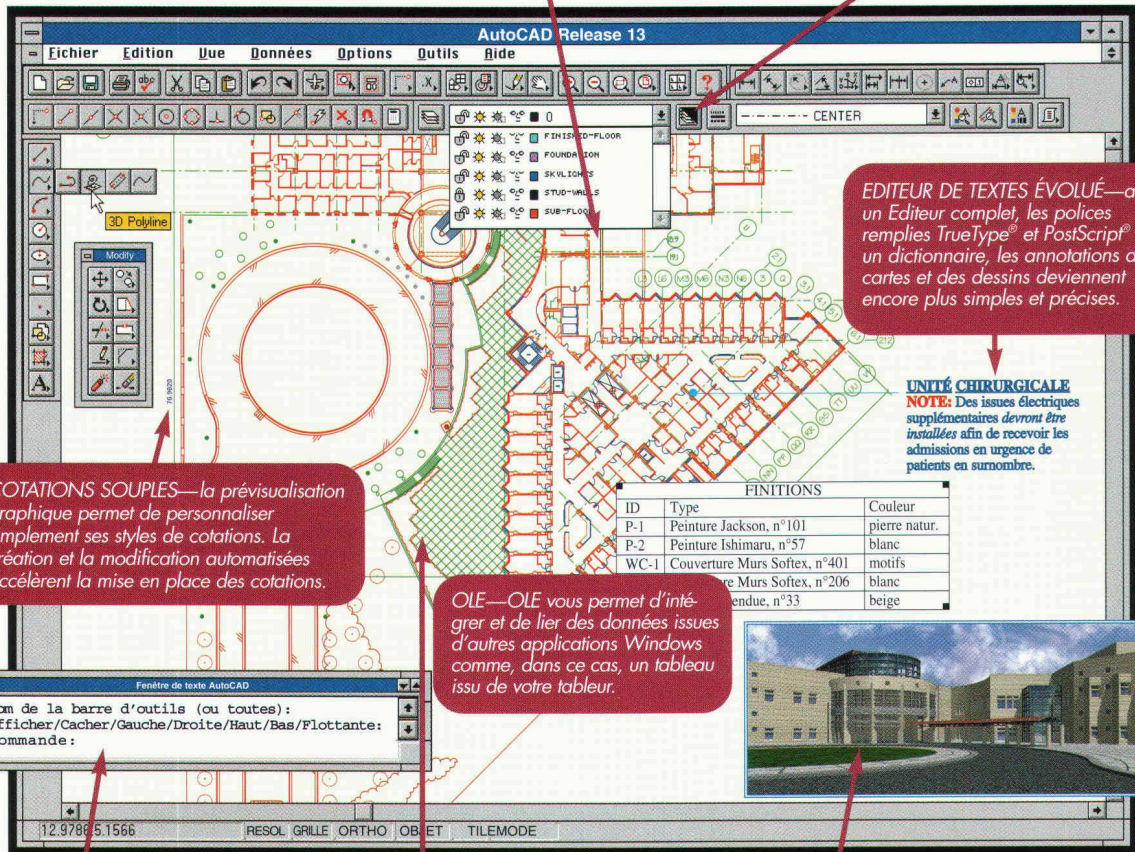 AutoCAD Release 13
Fichier Edition Vue Données Options Outils Aide
0
CENTER
FINISHED-FLOOR
FOUNDATION
SKYLIGHTS
STUD-WALLS
SUB-FLOOR
3D Polyline
Modify
EDITEUR DE TEXTES ÉVOLUÉ—a
un Editeur complet, les polices
remplies TrueType® et PostScript®
un dictionnaire, les annotations d
cartes et des dessins deviennent
encore plus simples et précises.
76.9620
UNITÉ CHIRURGICALE
NOTE: Des issues électriques
supplémentaires devront être
installées afin de recevoir les
admissions en urgence de
patients en surnombre.
COTATIONS SOUPLES—la prévisualisation
graphique permet de personnaliser
implement ses styles de cotations. La
réation et la modification automatisées
ccélèrent la mise en place des cotations.
FINITIONS
ID Type Couleur
P-1 Peinture Jackson, n°101 pierre natur.
P-2 Peinture Ishimaru, n°57 blanc
WC-1 Couverture Murs Softex, n°401 motifs
re Murs Softex, n°206 blanc
endue, n°33 beige
OLE—OLE vous permet d'inté-
grer et de lier des données issues
d'autres applications Windows
comme, dans ce cas, un tableau
issu de votre tableur.
Fenêtre de texte AutoCAD
om de la barre d'outils (ou toutes):
fficher/Cacher/Gauche/Droite/Haut/Bas/Flottante:
ommande:
12.9786,5.1566 RESOL GRILLE ORTHO OBJET TILEMODE